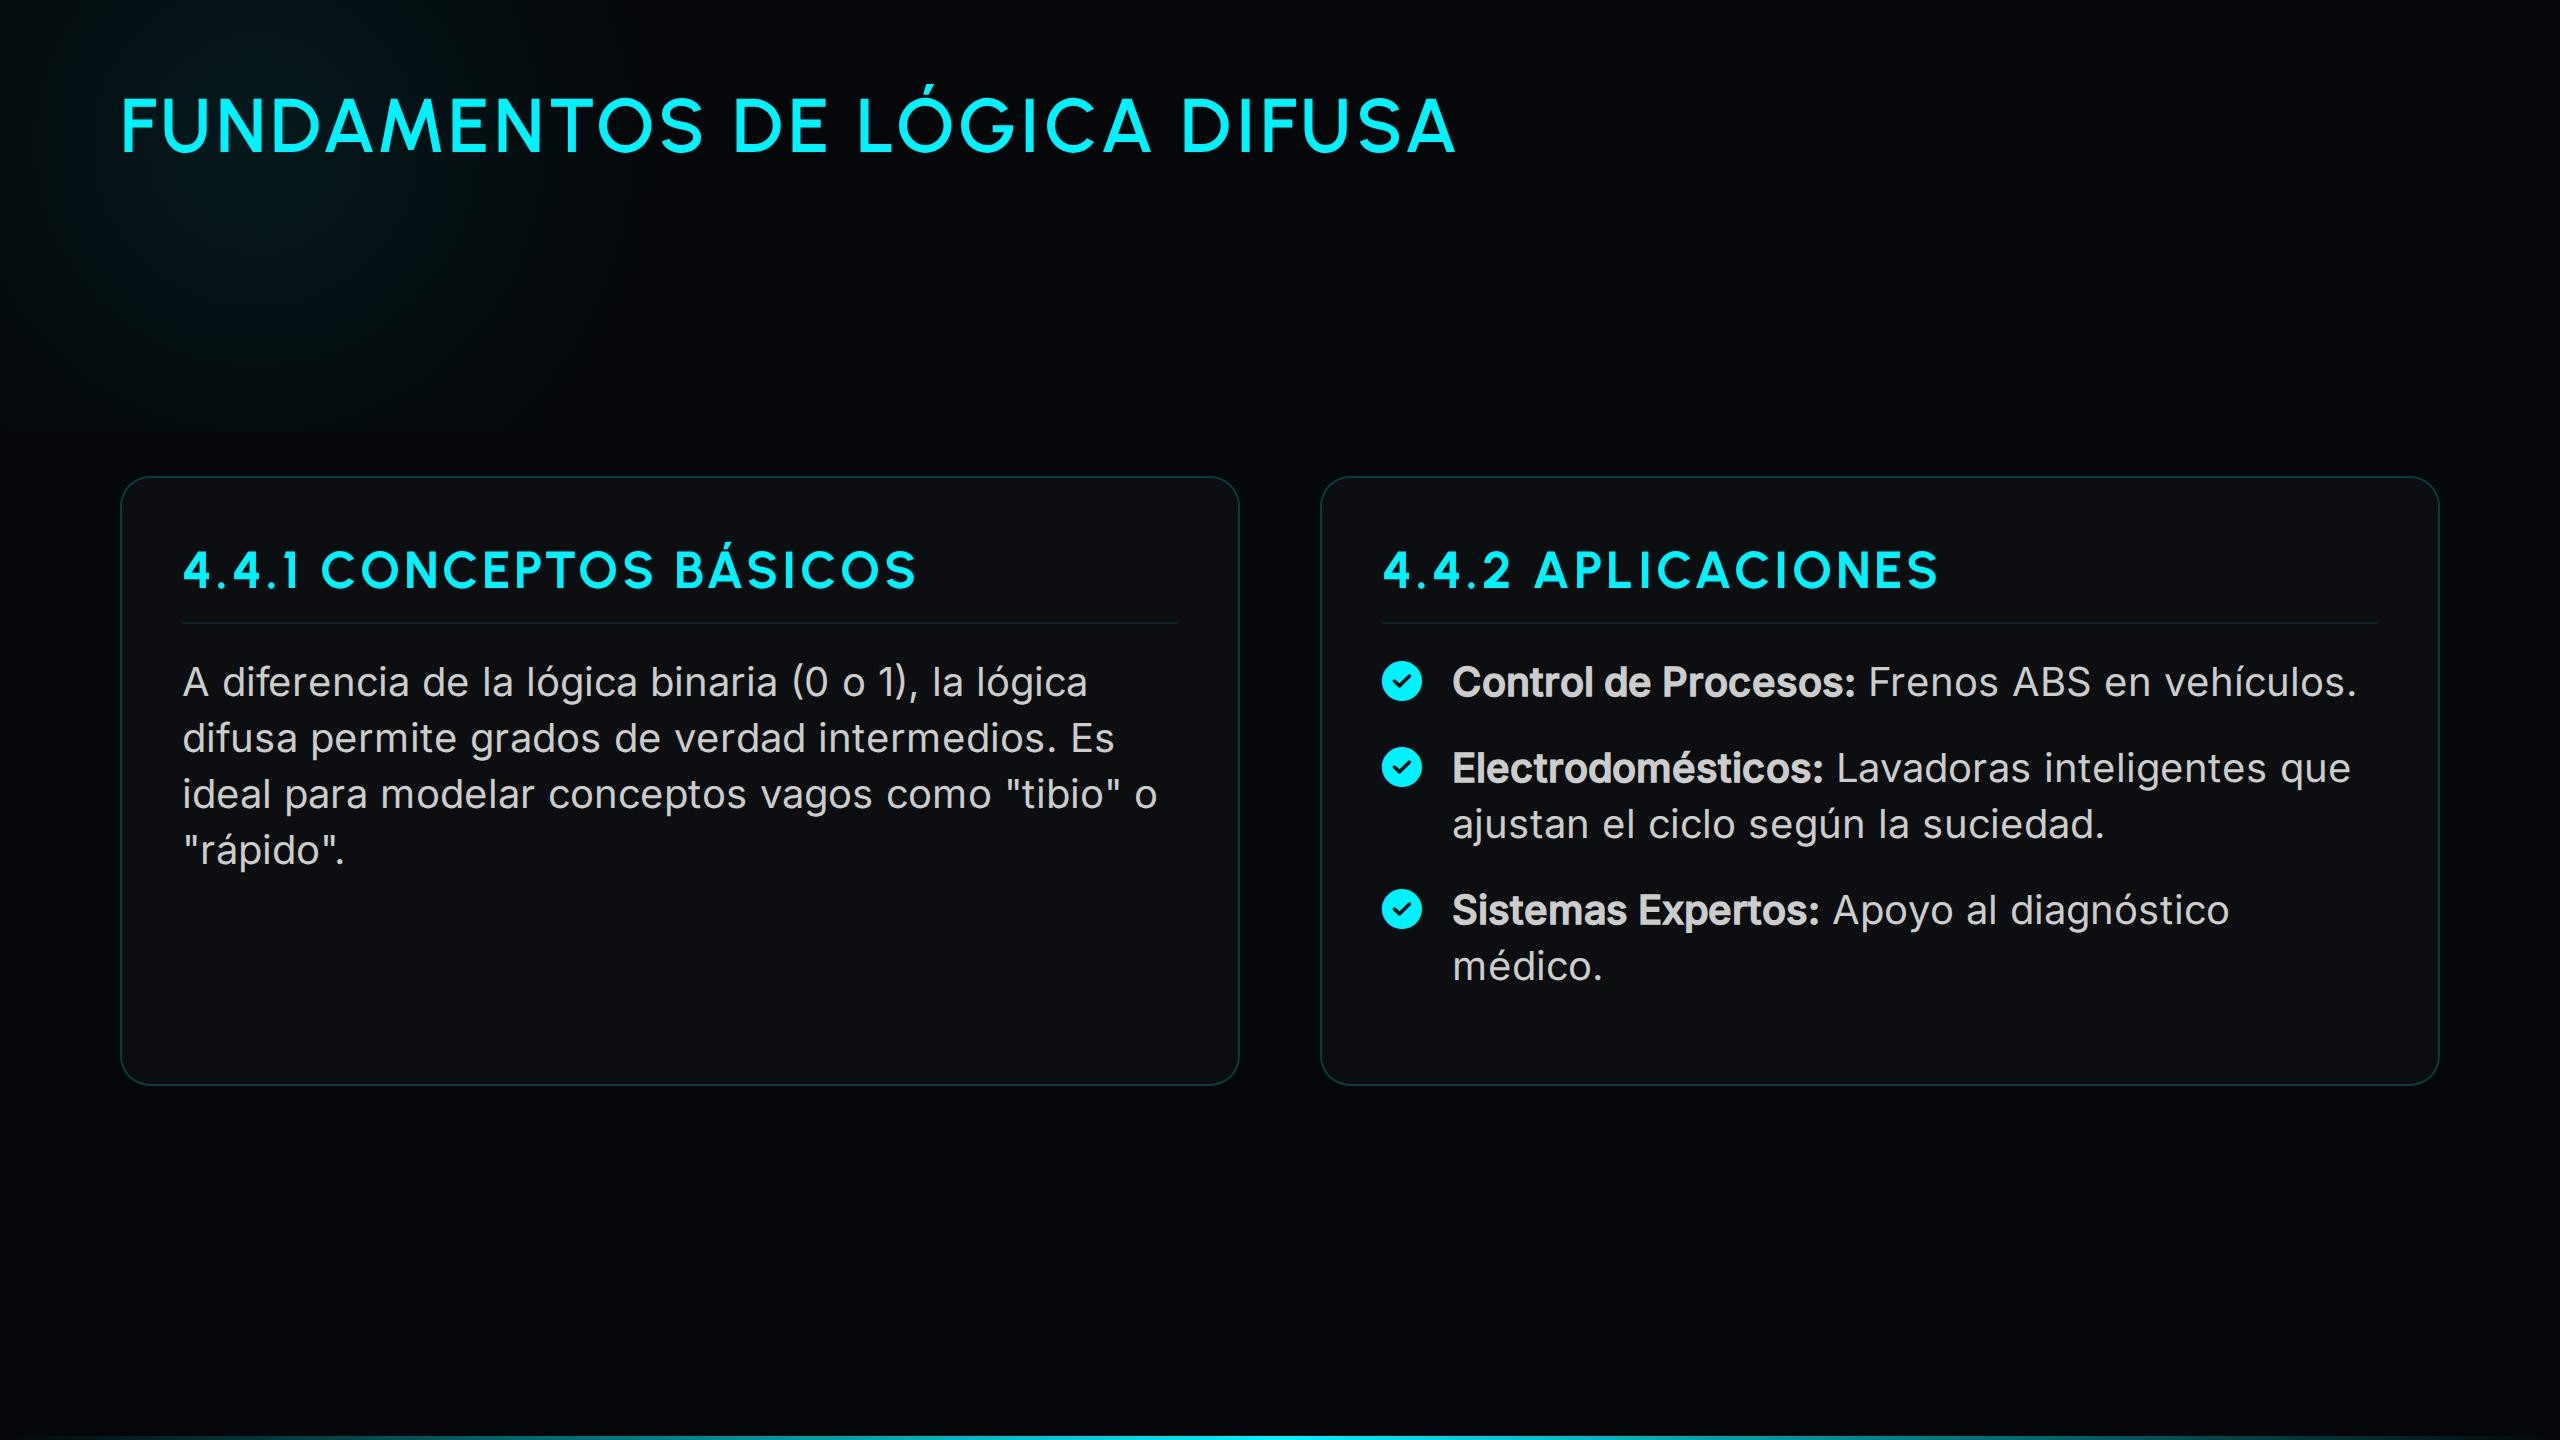 FUNDAMENTOS DE LÓGICA DIFUSA
4.4.1 CONCEPTOS BÁSICOS
A diferencia de la lógica binaria (0 o 1), la lógica
difusa permite grados de verdad intermedios. Es
ideal para modelar conceptos vagos como "tibio" o
"rápido".
4.4.2 APLICACIONES
Control de Procesos: Frenos ABS en vehículos.
Electrodomésticos: Lavadoras inteligentes que
ajustan el ciclo según la suciedad.
Sistemas Expertos: Apoyo al diagnóstico
médico.